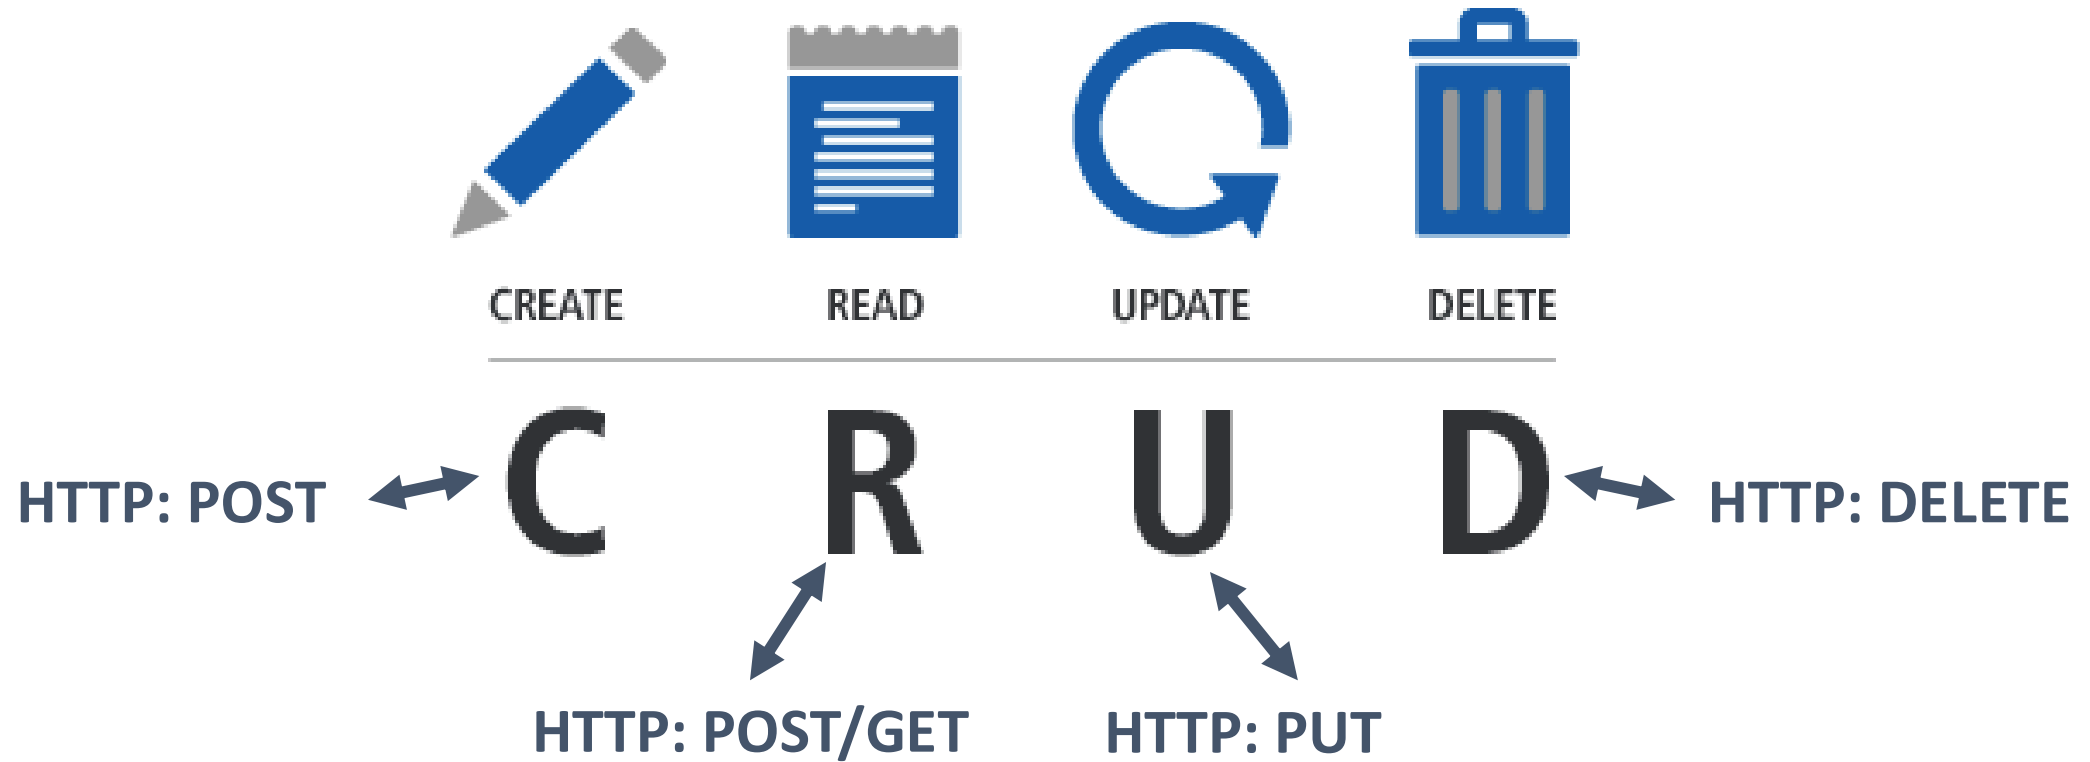 CREATE READ UPDATE DELETE
C R U D
HTTP: POST HTTP: DELETE
HTTP: POST/GET HTTP: PUT